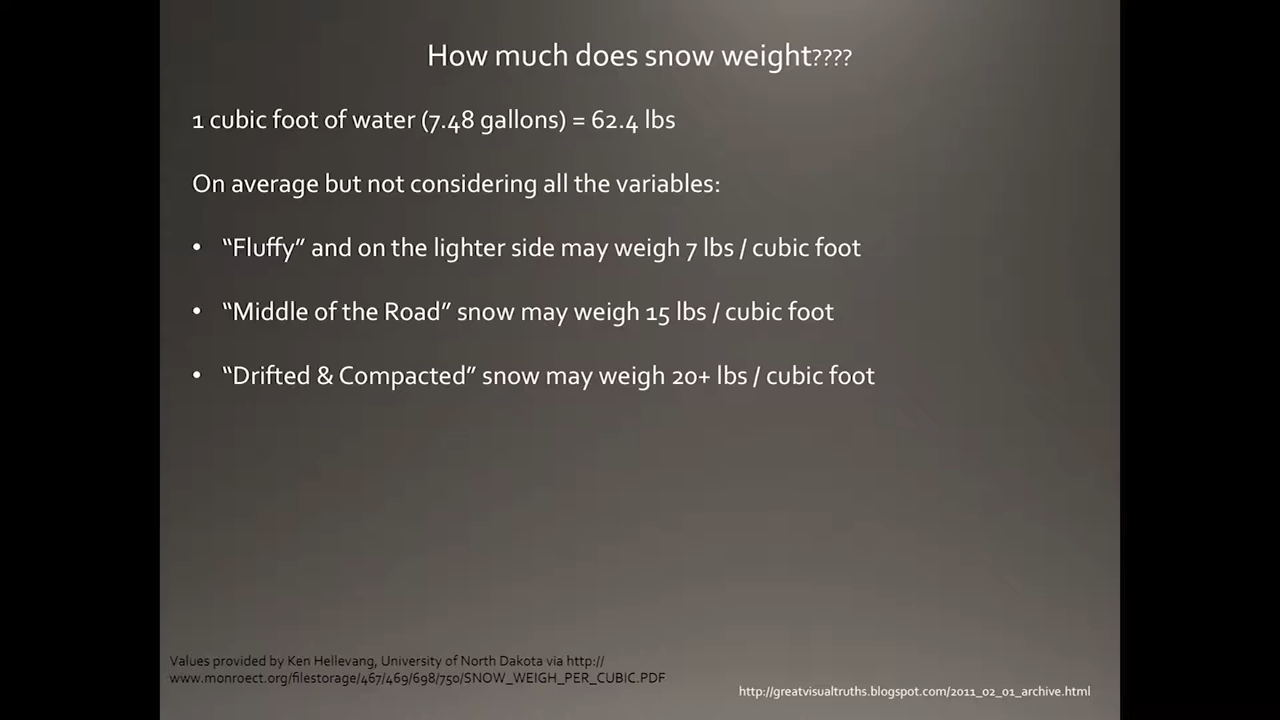 How much does snow weight????
1 cubic foot of water (7.48 gallons) = 62.4 lbs
On average but not considering all the variables:
• “Fluffy” and on the lighter side may weigh 7 lbs / cubic foot
• “Middle of the Road” snow may weigh 15 lbs / cubic foot
• “Drifted & Compacted” snow may weigh 20+ lbs / cubic foot
Values provided by Ken Hellevang, University of North Dakota via http://
www.monroect.org/filestorage/467/469/698/750/SNOW_WEIGH_PER_CUBIC.PDF
http://greatvisualtruths.blogspot.com/2011_02_01_archive.html